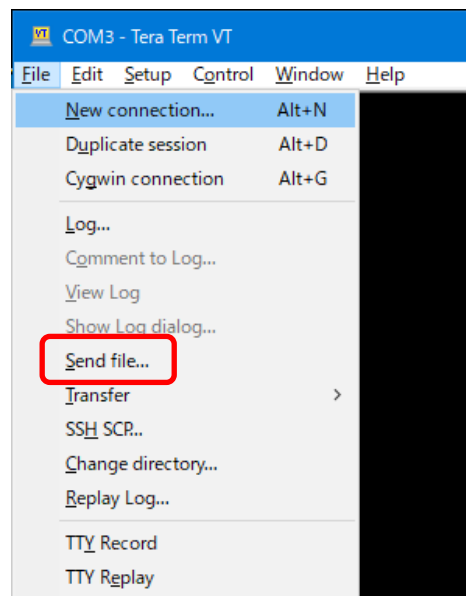 COM3 - Tera Term VT
File Edit Setup Control Window Help
New connection... Alt+N
Duplicate session Alt+D
Cygwin connection Alt+G
Log...
Comment to Log...
View Log
Show Log dialog...
Send file...
Transfer >
SSH SCP...
Change directory...
Replay Log...
TTY Record
TTY Replay